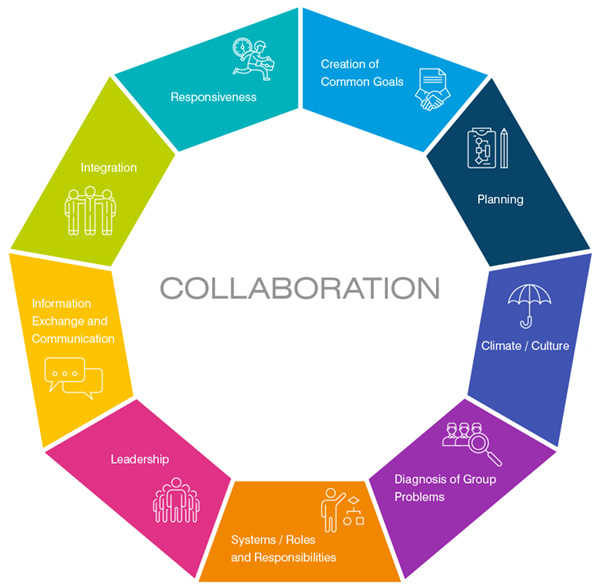 Creation of
Common Goals
Planning
Climate / Culture
Diagnosis of Group
Problems
Systems / Roles
and Responsibilities
Leadership
Information
Exchange and
Communication
Integration
Responsiveness
COLLABORATION